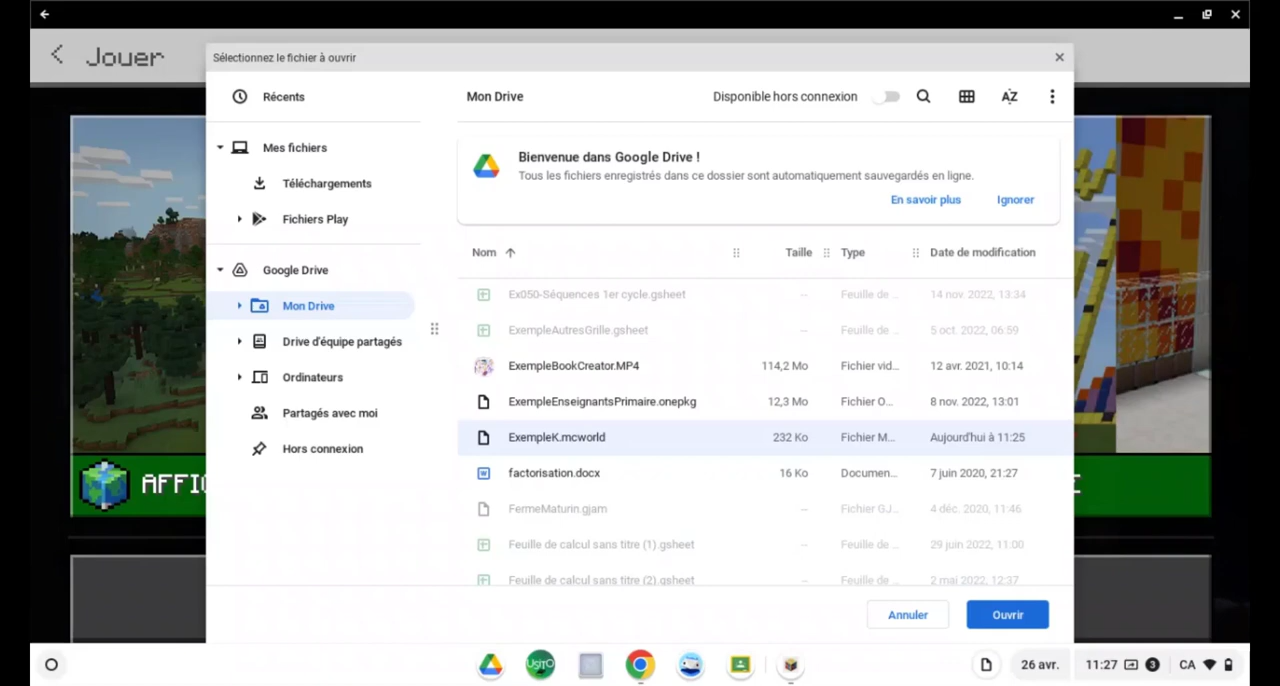 Jouer
Sélectionnez le fichier à ouvrir
Récents
Mes fichiers
Téléchargements
Fichiers Play
Google Drive
Mon Drive
Drive d'équipe partagés
Ordinateurs
Partagés avec moi
Hors connexion
Mon Drive
Disponible hors connexion
AZ
Bienvenue dans Google Drive !
Tous les fichiers enregistrés dans ce dossier sont automatiquement sauvegardés en ligne.
En savoir plus Ignorer
Nom Taille Type Date de modification
Ex050-Séquences 1er cycle.gsheet -- Feuille de ... 14 nov. 2022, 13:34
ExempleAutresGrille.gsheet -- Feuille de ... 5 oct. 2022, 06:59
ExempleBookCreator.MP4 114,2 Mo Fichier vid... 12 avr. 2021, 10:14
ExempleEnseignantsPrimaire.onepkg 12,3 Mo Fichier O... 8 nov. 2022, 13:01
ExempleK.mcworld 232 Ko Fichier M... Aujourd'hui à 11:25
factorisation.docx 16 Ko Documen... 7 juin 2020, 21:27
FermeMaturin.gjam -- Fichier GJ... 4 déc. 2020, 11:46
Feuille de calcul sans titre (1).gsheet -- Feuille de ... 29 juin 2022, 11:00
Feuille de calcul sans titre (2).gsheet -- Feuille de ... 2 mai 2022, 12:37
Annuler Ouvrir
AFFIC
E
USITO
26 avr. 11:27 3 CA